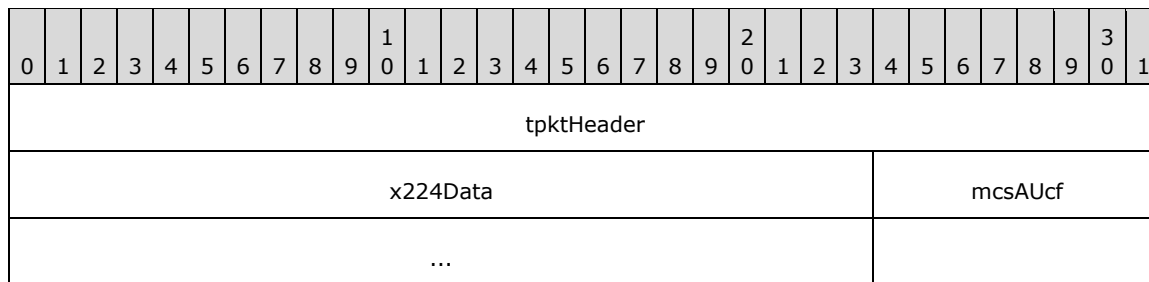 1 2 3
0 1 2 3 4 5 6 7 8 9 0 1 2 3 4 5 6 7 8 9 0 1 2 3 4 5 6 7 8 9 0 1
tpktHeader
x224Data mcsAUcf
...